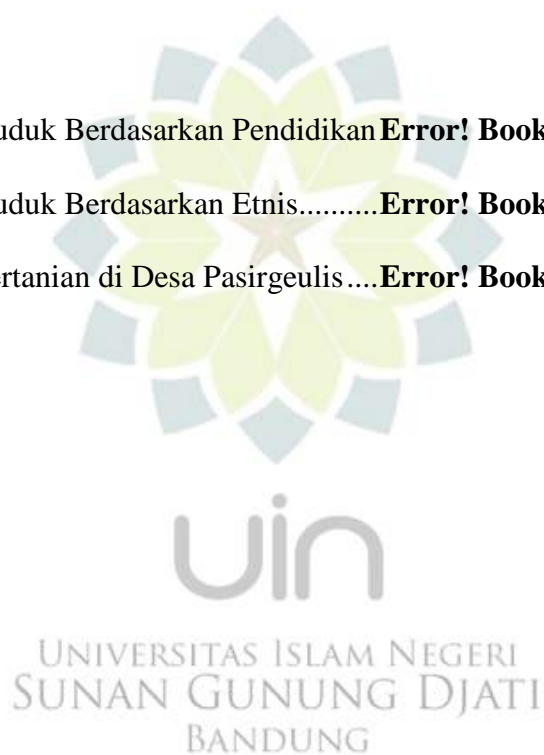 uduk Berdasarkan Pendidikan Error! Book
uduk Berdasarkan Etnis..........Error! Book
ertanian di Desa Pasirgeulis ....Error! Book
uin
UNIVERSITAS ISLAM NEGERI
SUNAN GUNUNG DJATI
BANDUNG